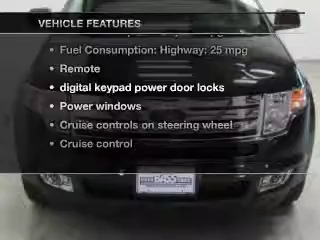 VEHICLE FEATURES
• Fuel Consumption: Highway: 25 mpg
• Remote
• digital keypad power door locks
• Power windows
• Cruise controls on steering wheel
• Cruise control
BASS